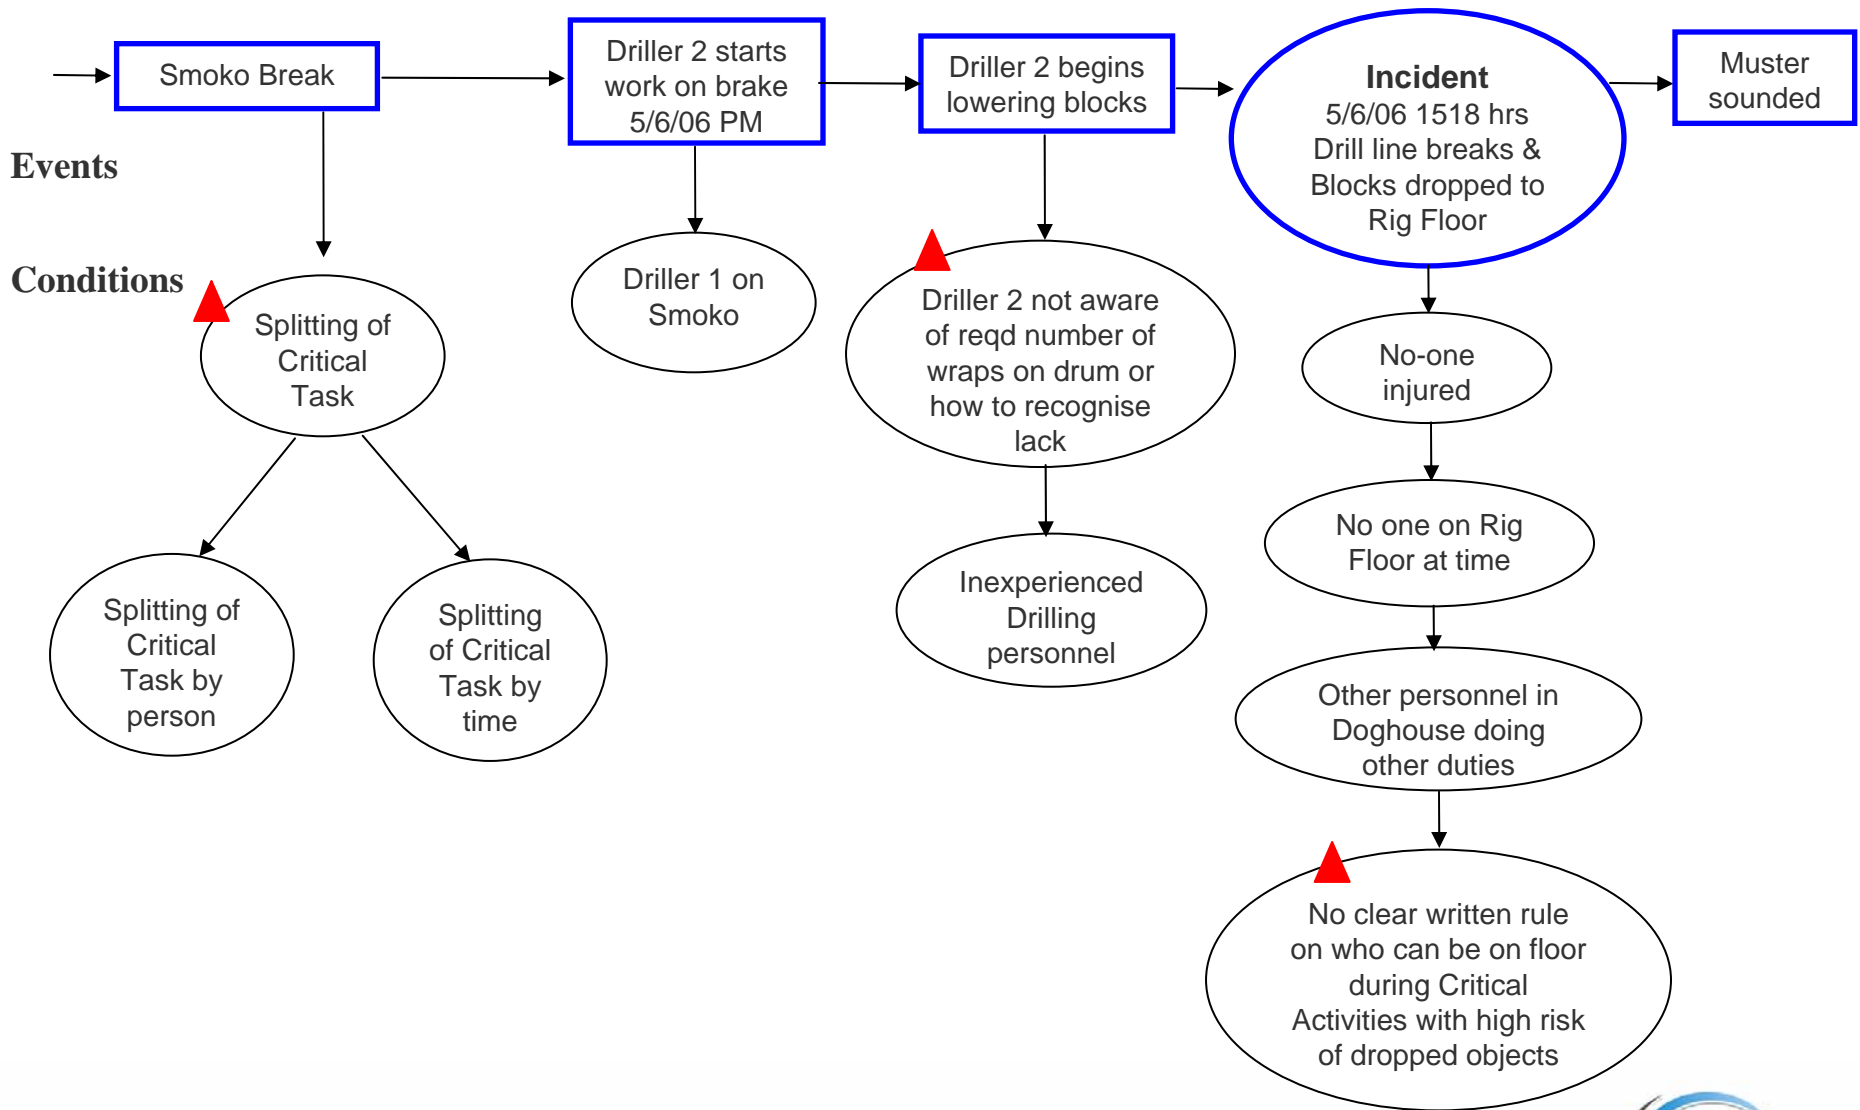 Smoko Break
Driller 2 starts
work on brake
5/6/06 PM
Driller 2 begins
lowering blocks
Incident
5/6/06 1518 hrs
Drill line breaks &
Blocks dropped to
Rig Floor
Muster
sounded
Events
Conditions
Splitting of
Critical
Task
Driller 1 on
Smoko
Driller 2 not aware
of reqd number of
wraps on drum or
how to recognise
lack
No-one
injured
No one on Rig
Floor at time
Splitting of
Critical
Task by
person
Splitting
of Critical
Task by
time
Inexperienced
Drilling
personnel
Other personnel in
Doghouse doing
other duties
No clear written rule
on who can be on floor
during Critical
Activities with high risk
of dropped objects